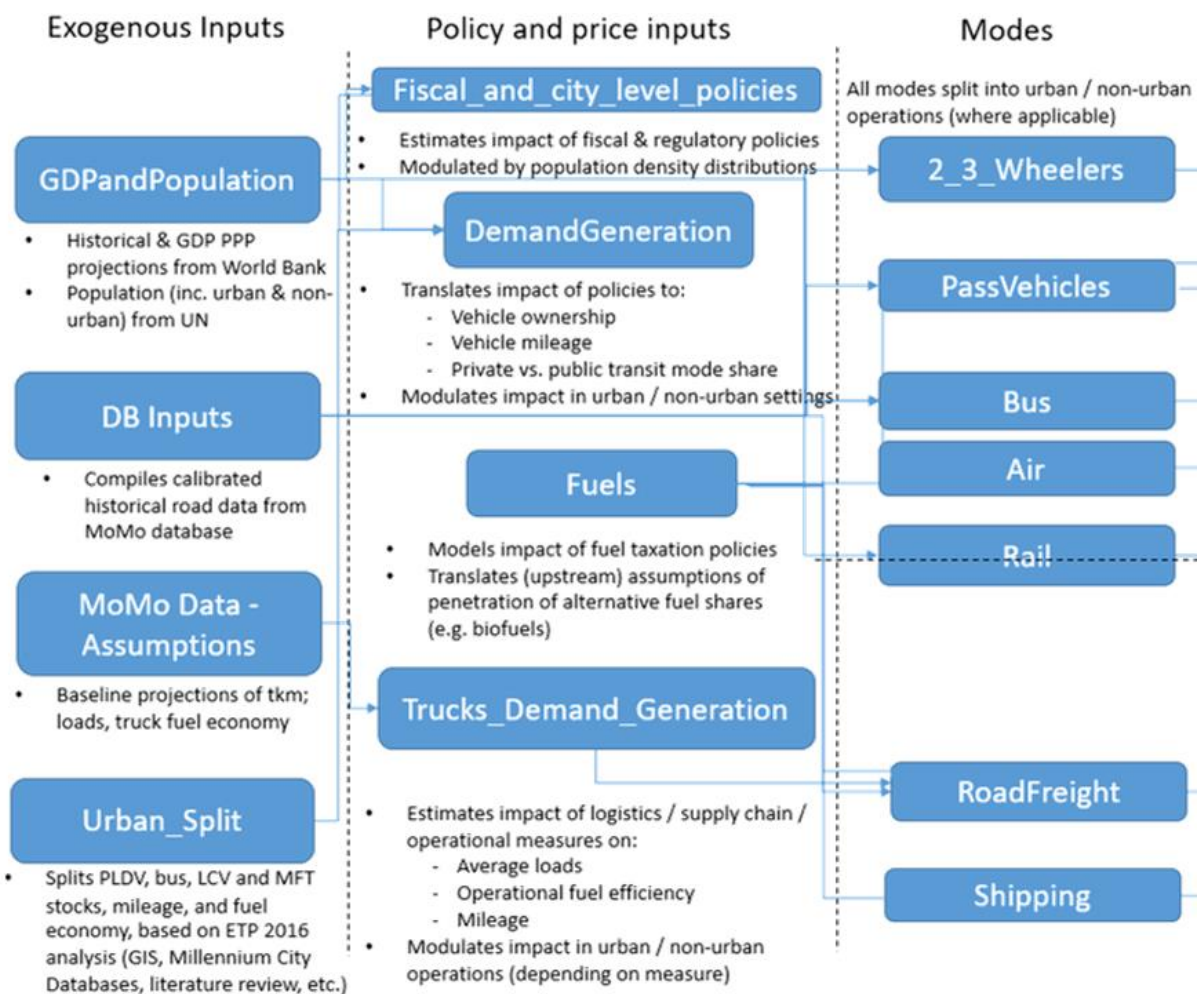 Exogenous Inputs
Policy and price inputs
Modes
GDPandPopulation
• Historical & GDP PPP
projections from World Bank
• Population (inc. urban & non-
urban) from UN
DB Inputs
• Compiles calibrated
historical road data from
MoMo database
MoMo Data -
Assumptions
• Baseline projections of tkm;
loads, truck fuel economy
Urban_Split
• Splits PLDV, bus, LCV and MFT
stocks, mileage, and fuel
economy, based on ETP 2016
analysis (GIS, Millennium City
Databases, literature review, etc.)
Fiscal_and_city_level_policies
• Estimates impact of fiscal & regulatory policies
• Modulated by population density distributions
DemandGeneration
• Translates impact of policies to:
- Vehicle ownership
- Vehicle mileage
- Private vs. public transit mode share
• Modulates impact in urban / non-urban settings
Fuels
• Models impact of fuel taxation policies
• Translates (upstream) assumptions of
penetration of alternative fuel shares
(e.g. biofuels)
Trucks_Demand_Generation
• Estimates impact of logistics / supply chain /
operational measures on:
- Average loads
- Operational fuel efficiency
- Mileage
• Modulates impact in urban / non-urban
operations (depending on measure)
All modes split into urban / non-urban
operations (where applicable)
2_3_Wheelers
PassVehicles
Bus
Air
Rail
RoadFreight
Shipping